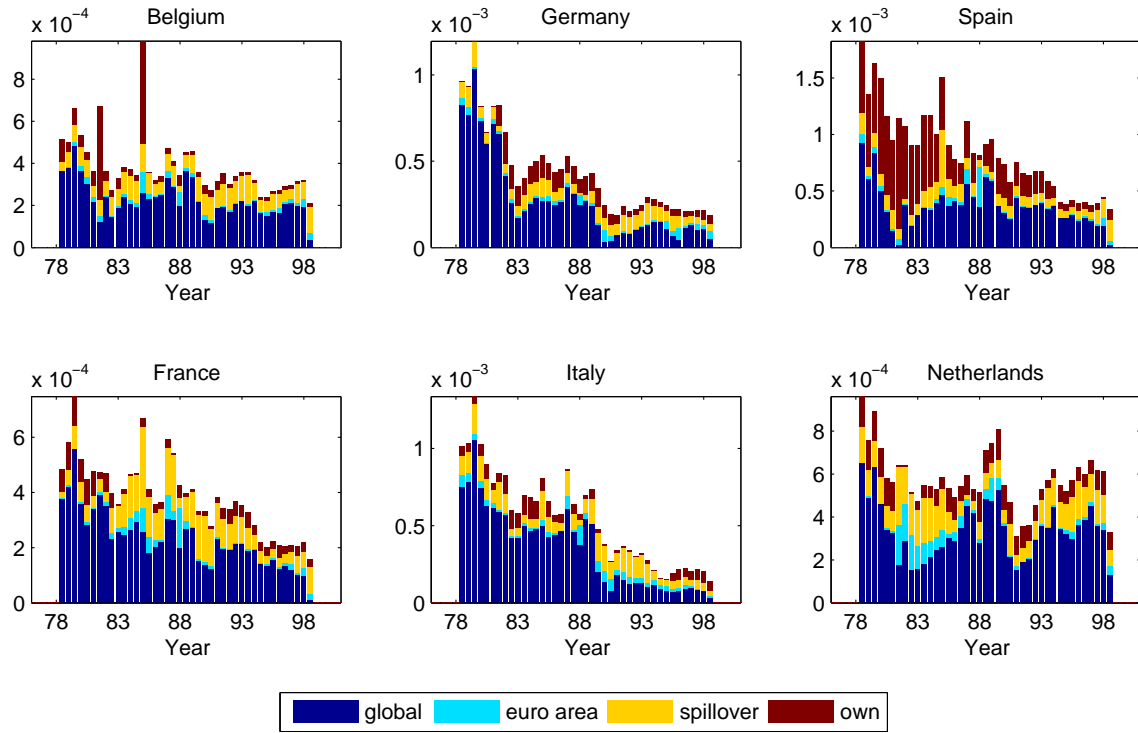 Belgium
x 10⁻⁴
8
6
4
2
0
78 83 88 93 98
Year
Germany
x 10⁻³
1
0.5
0
78 83 88 93 98
Year
Spain
x 10⁻³
1.5
1
0.5
0
78 83 88 93 98
Year
France
x 10⁻⁴
6
4
2
0
78 83 88 93 98
Year
Italy
x 10⁻³
1
0.5
0
78 83 88 93 98
Year
Netherlands
x 10⁻⁴
8
6
4
2
0
78 83 88 93 98
Year
global euro area spillover own